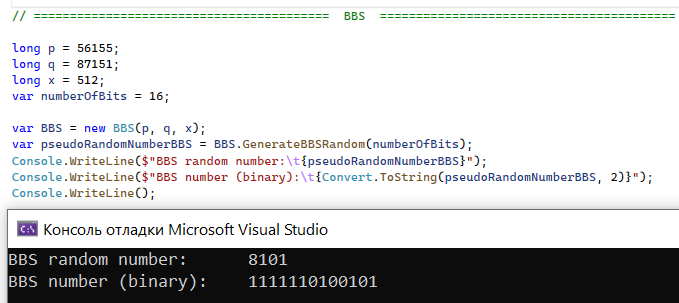 // ======================================  BBS  ======================================
long p = 56155;
long q = 87151;
long x = 512;
var numberOfBits = 16;
var BBS = new BBS(p, q, x);
var pseudoRandomNumberBBS = BBS.GenerateBBSRandom(numberOfBits);
Console.WriteLine($"BBS random number:\t{pseudoRandomNumberBBS}");
Console.WriteLine($"BBS number (binary):\t{Convert.ToString(pseudoRandomNumberBBS, 2)}");
Console.WriteLine();
Консоль отладки Microsoft Visual Studio
BBS random number:      8101
BBS number (binary):    1111110100101